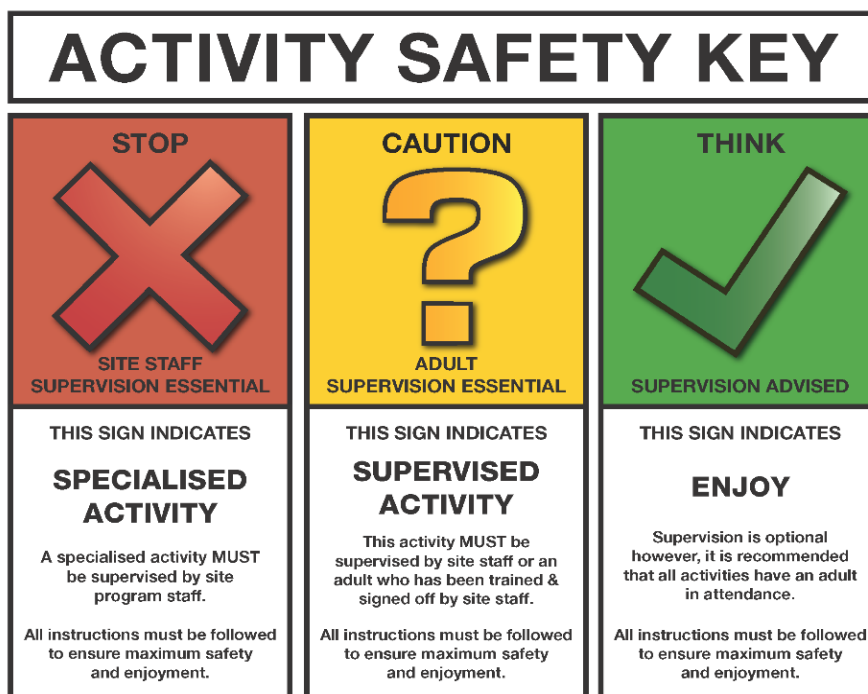 ACTIVITY SAFETY KEY
STOP
SITE STAFF
SUPERVISION ESSENTIAL
THIS SIGN INDICATES
SPECIALISED
ACTIVITY
A specialised activity MUST
be supervised by site
program staff.
All instructions must be followed
to ensure maximum safety
and enjoyment.
CAUTION
?
ADULT
SUPERVISION ESSENTIAL
THIS SIGN INDICATES
SUPERVISED
ACTIVITY
This activity MUST be
supervised by site staff or an
adult who has been trained &
signed off by site staff.
All instructions must be followed
to ensure maximum safety
and enjoyment.
THINK
SUPERVISION ADVISED
THIS SIGN INDICATES
ENJOY
Supervision is optional
however, it is recommended
that all activities have an adult
in attendance.
All instructions must be followed
to ensure maximum safety
and enjoyment.